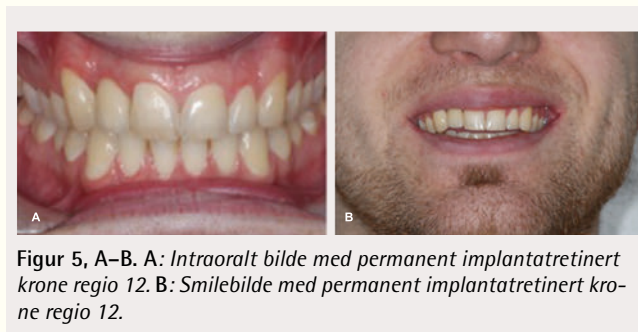 A
B
Figur 5, A–B. A: Intraoralt bilde med permanent implantatretinert
krone regio 12. B: Smilebilde med permanent implantatretinert kro-
ne regio 12.